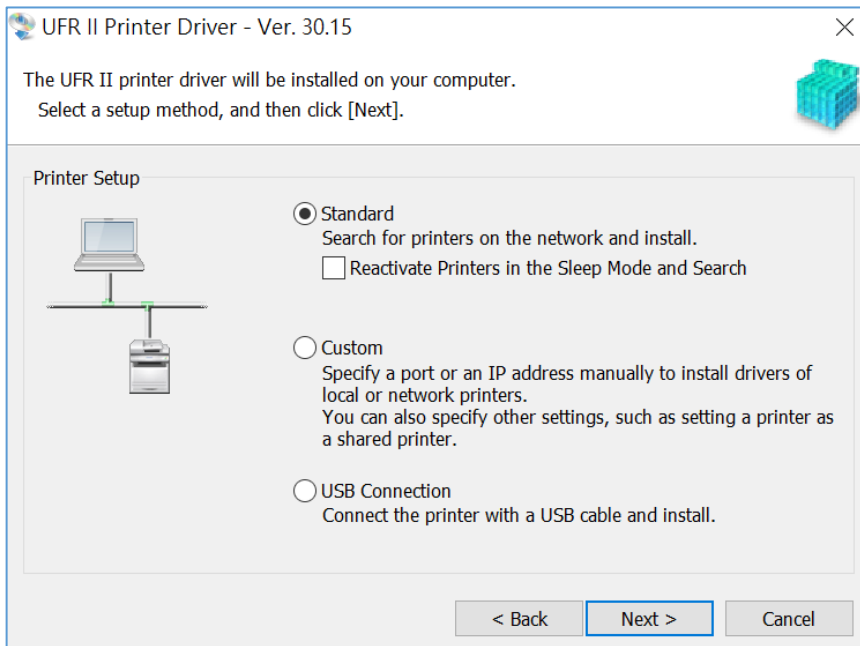 UFR II Printer Driver - Ver. 30.15
The UFR II printer driver will be installed on your computer.
Select a setup method, and then click [Next].
Printer Setup
Standard
Search for printers on the network and install.
Reactivate Printers in the Sleep Mode and Search
Custom
Specify a port or an IP address manually to install drivers of
local or network printers.
You can also specify other settings, such as setting a printer as
a shared printer.
USB Connection
Connect the printer with a USB cable and install.
< Back
Next >
Cancel